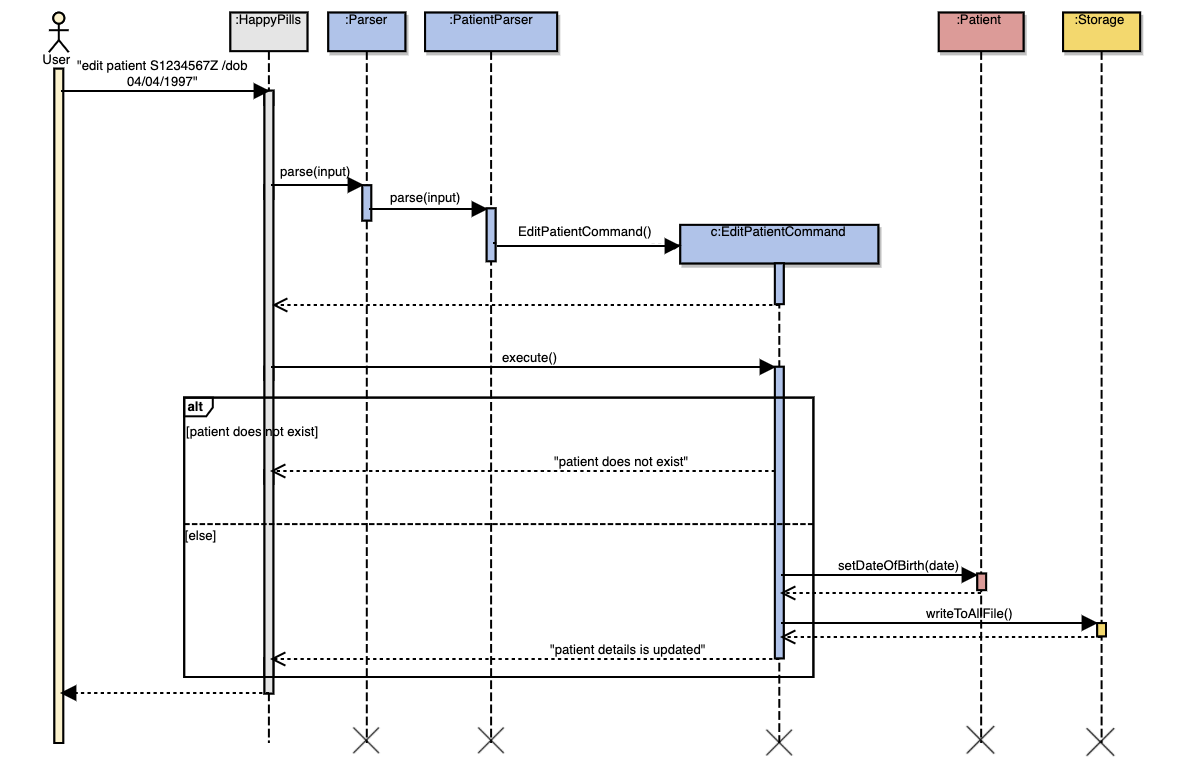 :HappyPills
:Parser
:PatientParser
:Patient
:Storage
User
"edit patient S1234567Z /dob
04/04/1997"
parse(input)
parse(input)
EditPatientCommand()
c:EditPatientCommand
execute()
alt
[patient does not exist]
"patient does not exist"
[else]
setDateOfBirth(date)
writeToAllFile()
"patient details is updated"